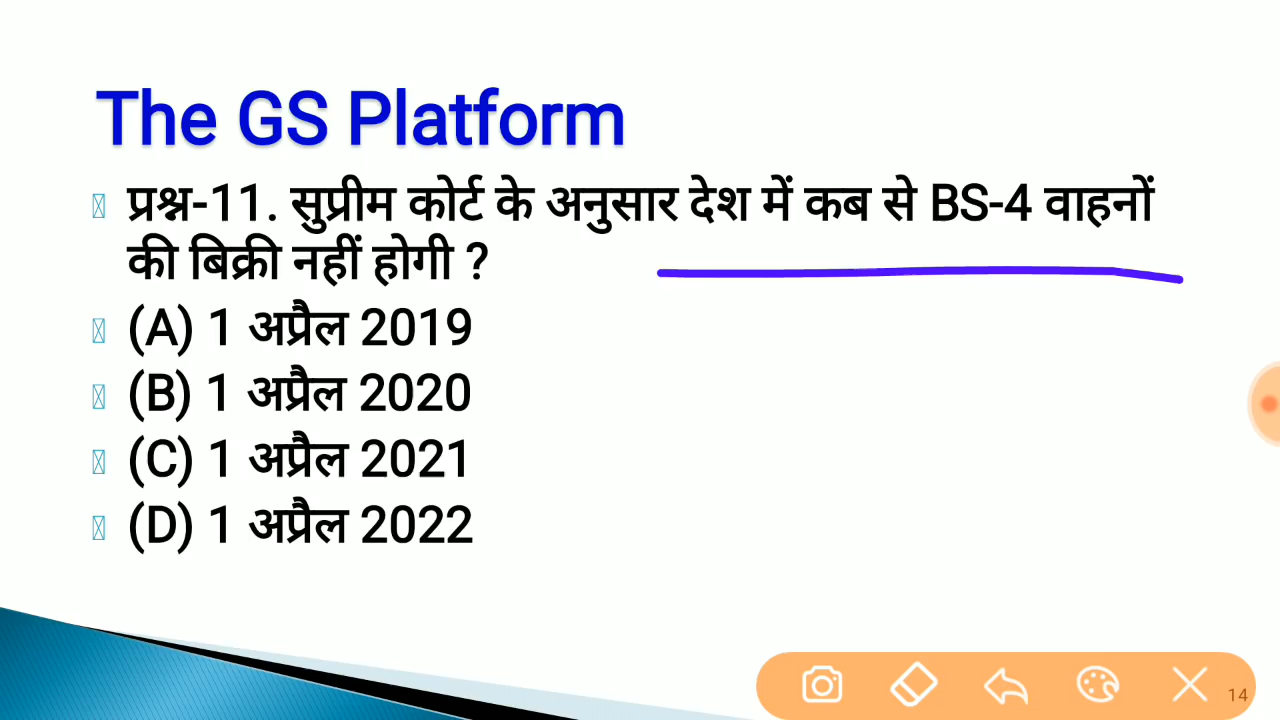 The GS Platform
प्रश्न-11. सुप्रीम कोर्ट के अनुसार देश में कब से BS-4 वाहनों
की बिक्री नहीं होगी ?
(A) 1 अप्रैल 2019
(B) 1 अप्रैल 2020
(C) 1 अप्रैल 2021
(D) 1 अप्रैल 2022
14